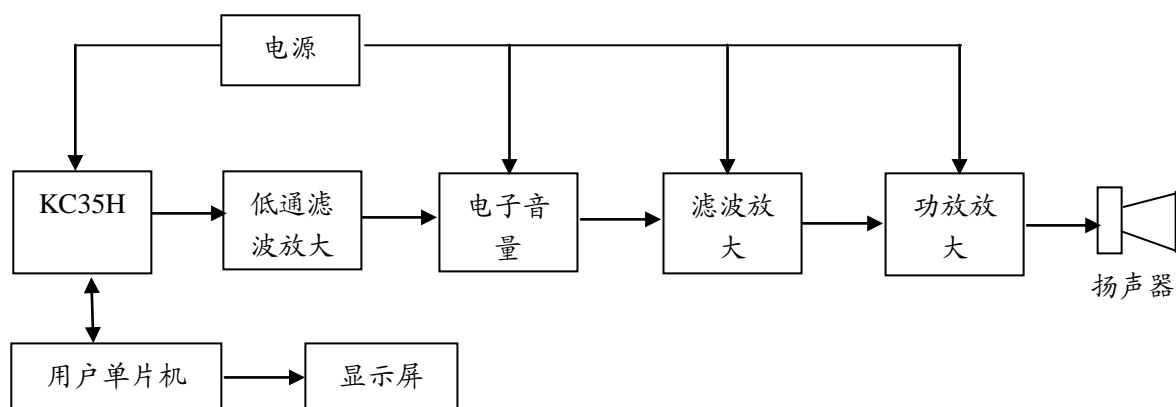 电源
KC35H
低通滤
波放大
电子音
量
滤波放
大
功放放
大
扬声器
用户单片机
显示屏